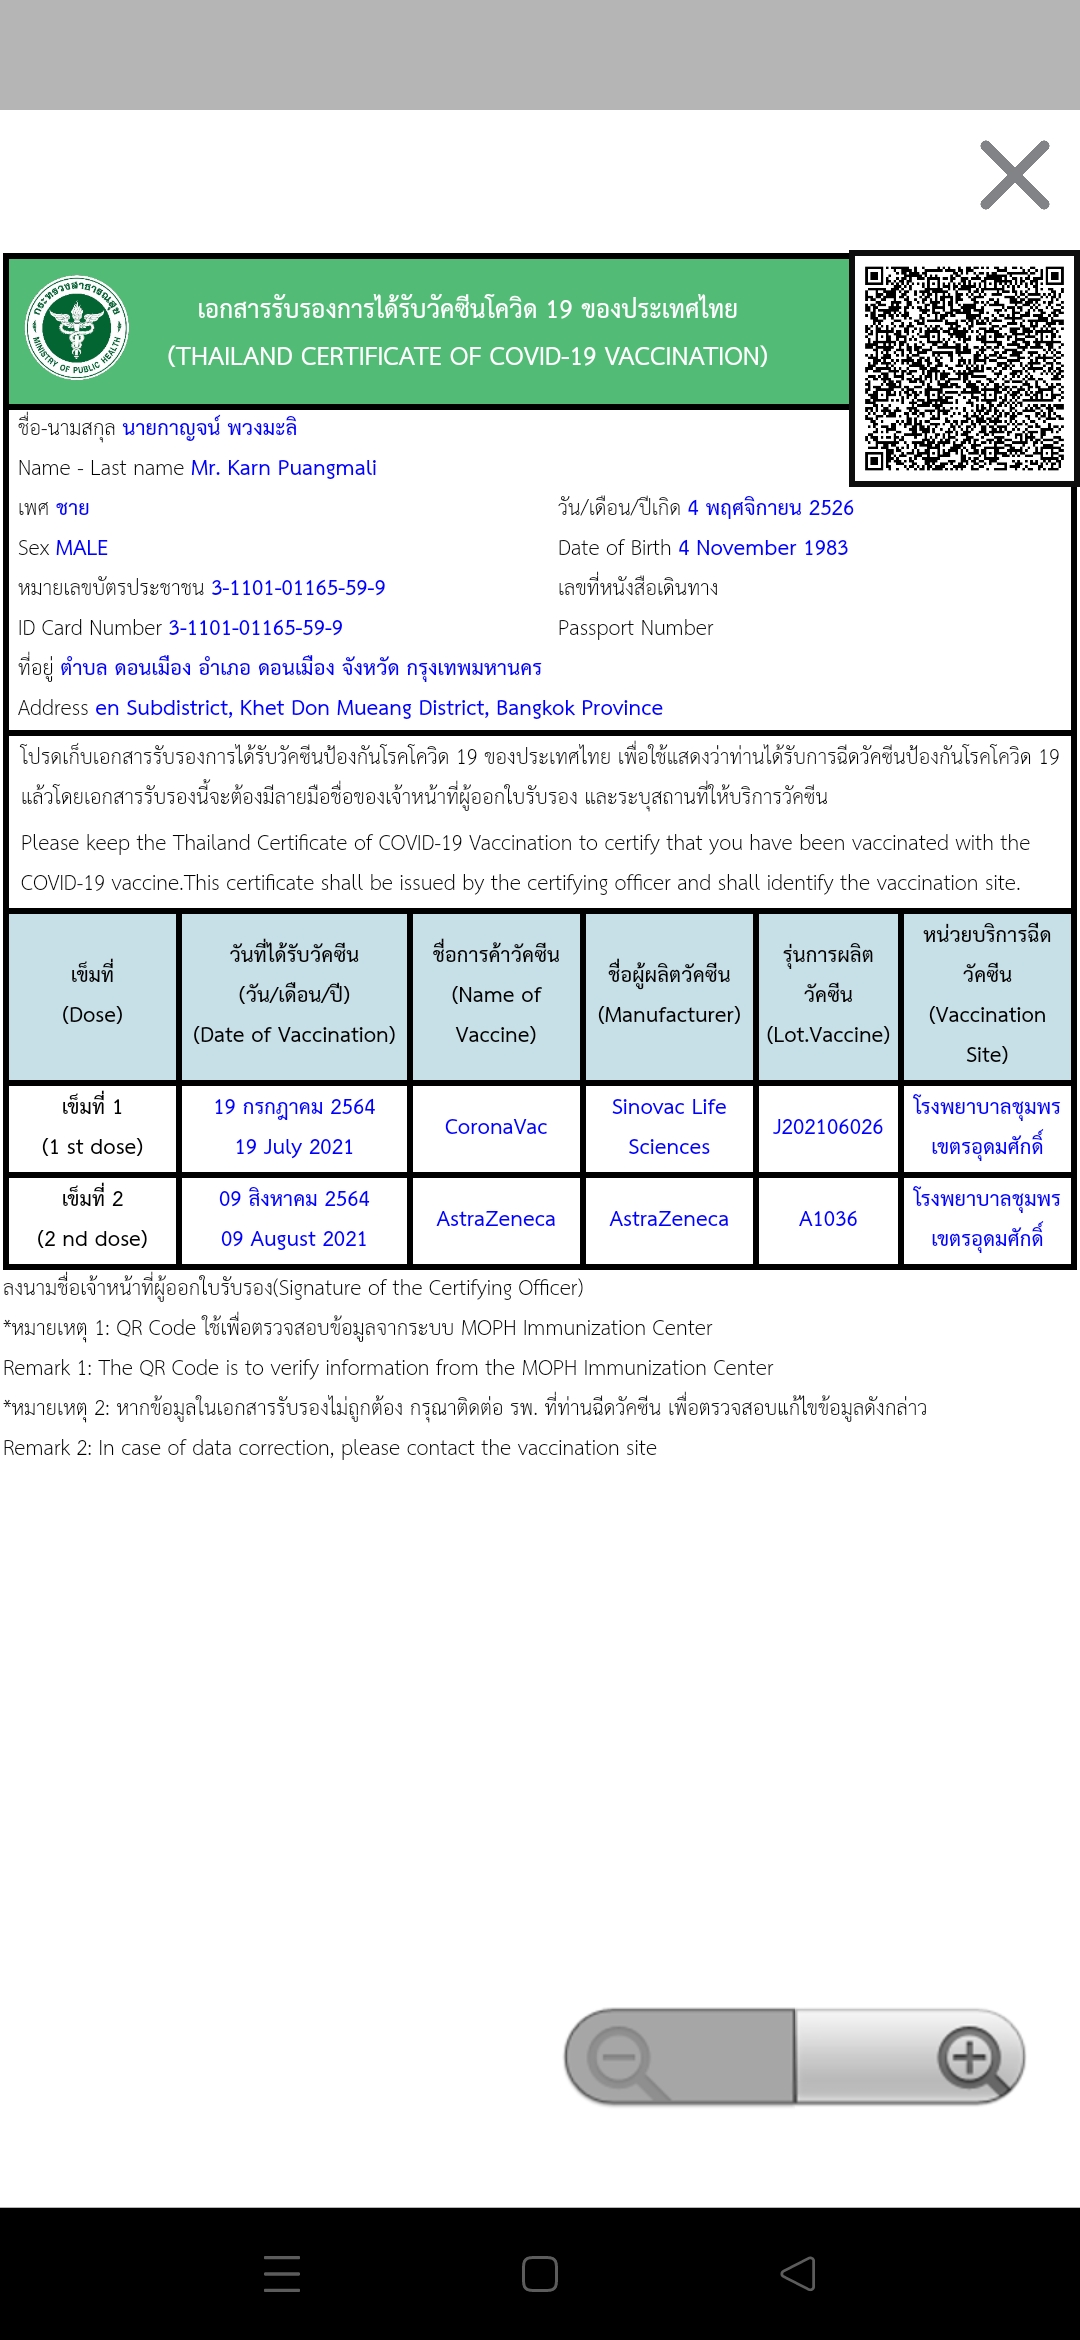 กระทรวงสาธารณสุข
MINISTRY OF PUBLIC HEALTH
เอกสารรับรองการได้รับวัคซีนโควิด 19 ของประเทศไทย
(THAILAND CERTIFICATE OF COVID-19 VACCINATION)
ชื่อ-นามสกุล นายกาญจน์ พวงมะลิ
Name - Last name Mr. Karn Puangmali
เพศ ชาย วัน/เดือน/ปีเกิด 4 พฤศจิกายน 2526
Sex MALE Date of Birth 4 November 1983
หมายเลขบัตรประชาชน 3-1101-01165-59-9 เลขที่หนังสือเดินทาง
ID Card Number 3-1101-01165-59-9 Passport Number
ที่อยู่ ตำบล ดอนเมือง อำเภอ ดอนเมือง จังหวัด กรุงเทพมหานคร
Address en Subdistrict, Khet Don Mueang District, Bangkok Province
โปรดเก็บเอกสารรับรองการได้รับวัคซีนป้องกันโรคโควิด 19 ของประเทศไทย เพื่อใช้แสดงว่าท่านได้รับการฉีดวัคซีนป้องกันโรคโควิด 19
แล้วโดยเอกสารรับรองนี้จะต้องมีลายมือชื่อของเจ้าหน้าที่ผู้ออกใบรับรอง และระบุสถานที่ให้บริการวัคซีน
Please keep the Thailand Certificate of COVID-19 Vaccination to certify that you have been vaccinated with the
COVID-19 vaccine.This certificate shall be issued by the certifying officer and shall identify the vaccination site.
เข็มที่
(Dose)
วันที่ได้รับวัคซีน
(วัน/เดือน/ปี)
(Date of Vaccination)
ชื่อการค้าวัคซีน
(Name of
Vaccine)
ชื่อผู้ผลิตวัคซีน
(Manufacturer)
รุ่นการผลิต
วัคซีน
(Lot.Vaccine)
หน่วยบริการฉีด
วัคซีน
(Vaccination
Site)
เข็มที่ 1
(1 st dose)
19 กรกฎาคม 2564
19 July 2021
CoronaVac
Sinovac Life
Sciences
J202106026
โรงพยาบาลชุมพร
เขตรอุดมศักดิ์
เข็มที่ 2
(2 nd dose)
09 สิงหาคม 2564
09 August 2021
AstraZeneca
AstraZeneca
A1036
โรงพยาบาลชุมพร
เขตรอุดมศักดิ์
ลงนามชื่อเจ้าหน้าที่ผู้ออกใบรับรอง(Signature of the Certifying Officer)
*หมายเหตุ 1: QR Code ใช้เพื่อตรวจสอบข้อมูลจากระบบ MOPH Immunization Center
Remark 1: The QR Code is to verify information from the MOPH Immunization Center
*หมายเหตุ 2: หากข้อมูลในเอกสารรับรองไม่ถูกต้อง กรุณาติดต่อ รพ. ที่ท่านฉีดวัคซีน เพื่อตรวจสอบแก้ไขข้อมูลดังกล่าว
Remark 2: In case of data correction, please contact the vaccination site